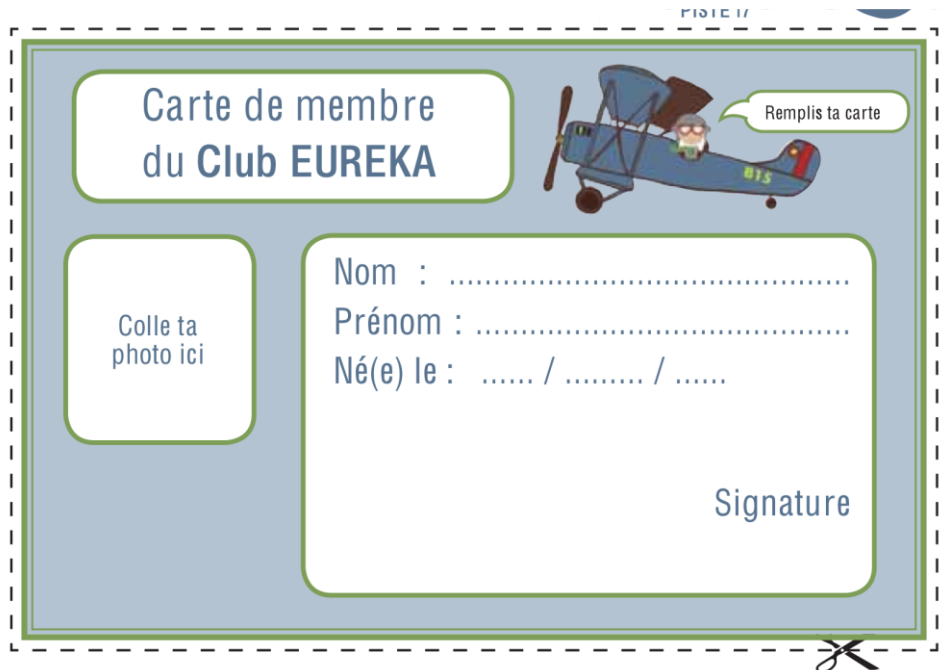 PISTE 17
Carte de membre
du Club EUREKA
Remplis ta carte
BTS
Colle ta
photo ici
Nom : .............................................
Prénom : ..........................................
Né(e) le : ...... / ......... / ......
Signature